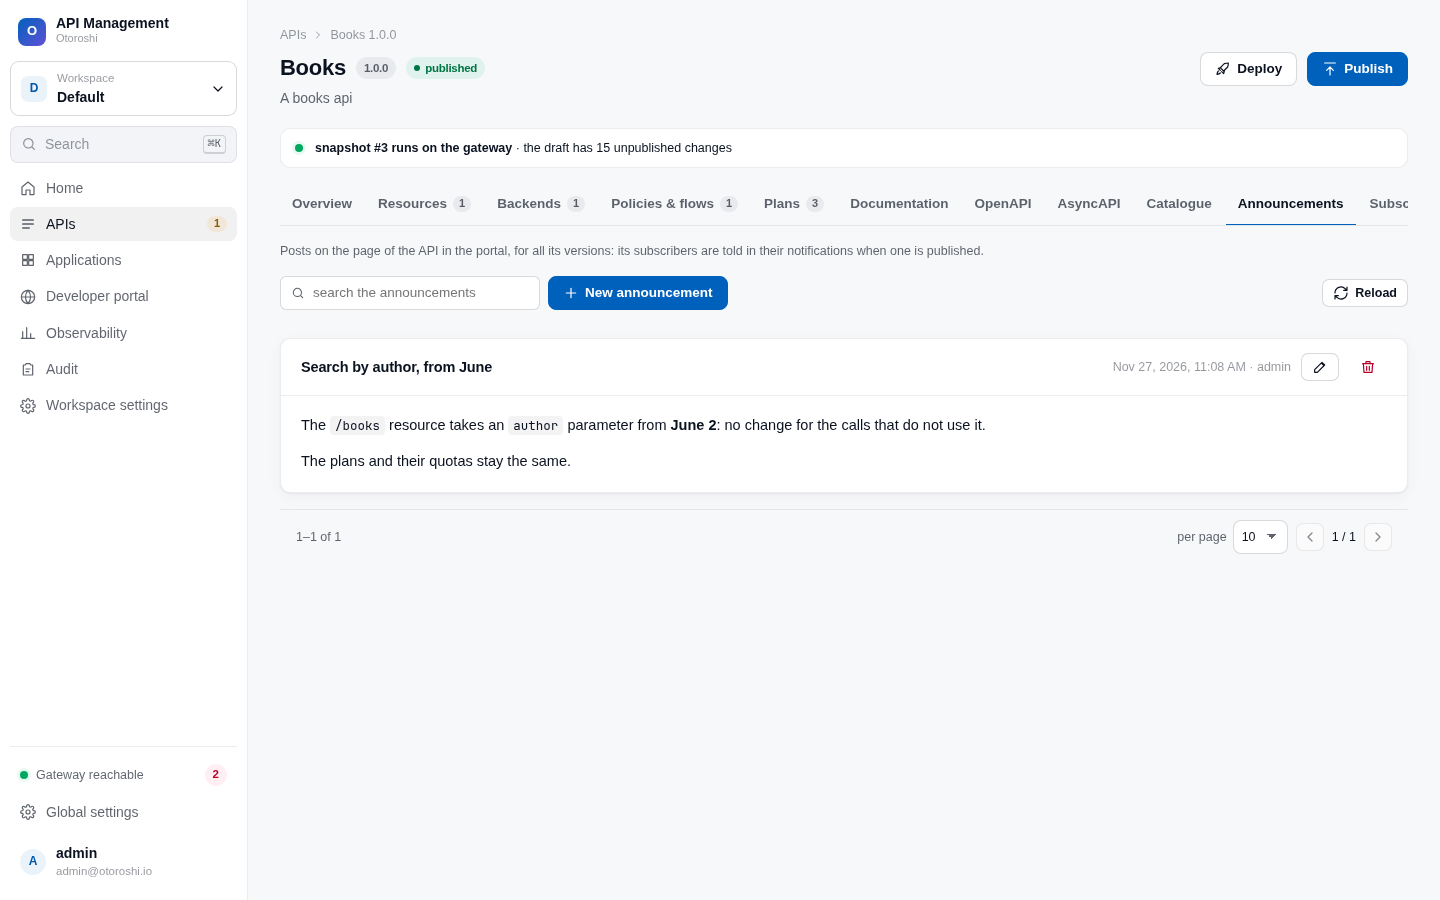 O
API Management
Otoroshi
D
Workspace
Default
Search
⌘K
Home
APIs 1
Applications
Developer portal
Observability
Audit
Workspace settings
Gateway reachable 2
Global settings
A
admin
admin@otoroshi.io
APIs > Books 1.0.0
Books 1.0.0 published
Deploy Publish
A books api
snapshot #3 runs on the gateway · the draft has 15 unpublished changes
Overview Resources 1 Backends 1 Policies & flows 1 Plans 3 Documentation OpenAPI AsyncAPI Catalogue Announcements Subsc
Posts on the page of the API in the portal, for all its versions: its subscribers are told in their notifications when one is published.
search the announcements New announcement Reload
Search by author, from June Nov 27, 2026, 11:08 AM · admin
The /books resource takes an author parameter from June 2: no change for the calls that do not use it.
The plans and their quotas stay the same.
1–1 of 1 per page 10 1 / 1